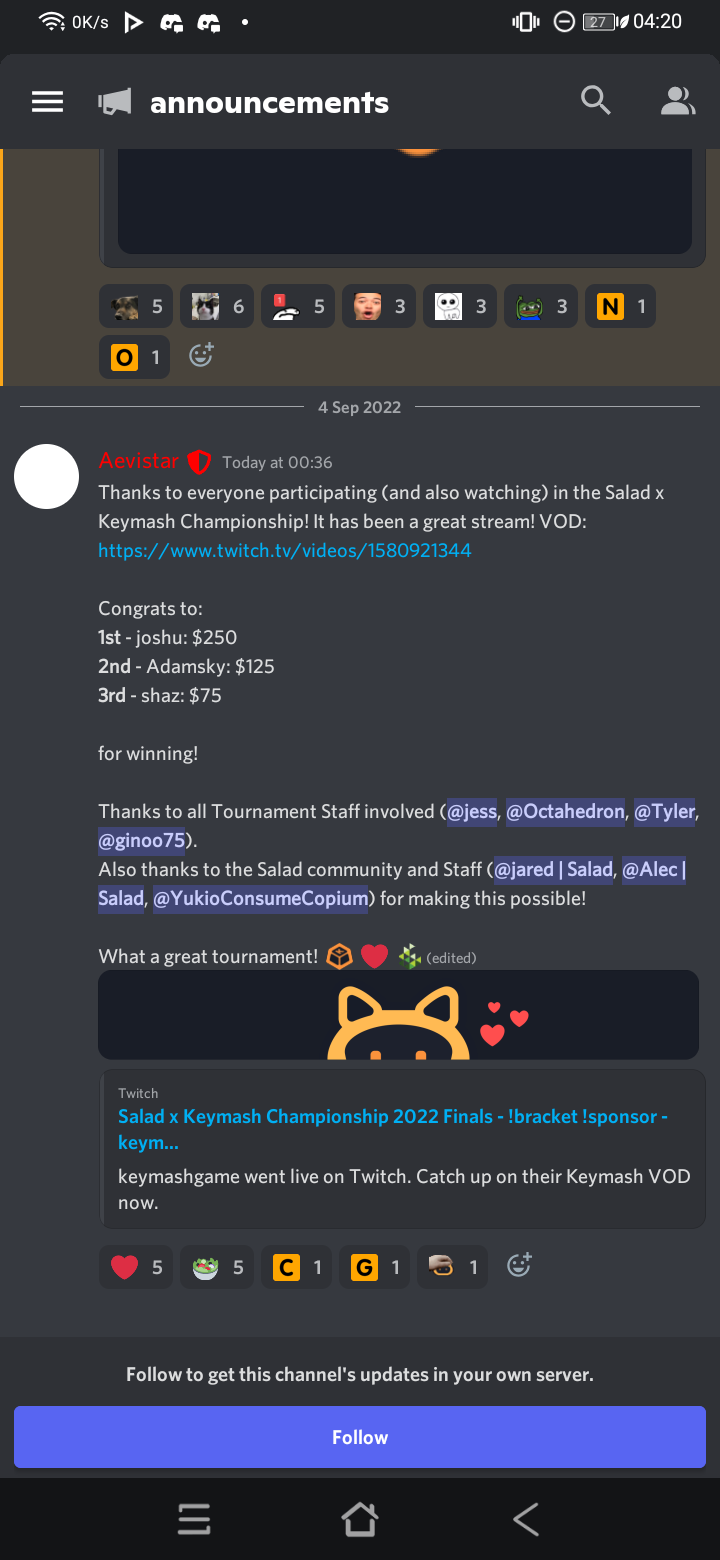 0K/s 27 04:20
announcements
5 6 5 3 3 3 N 1
O 1
4 Sep 2022
Aevistar Today at 00:36
Thanks to everyone participating (and also watching) in the Salad x
Keymash Championship! It has been a great stream! VOD:
https://www.twitch.tv/videos/1580921344
Congrats to:
1st - joshu: $250
2nd - Adamsky: $125
3rd - shaz: $75
for winning!
Thanks to all Tournament Staff involved (@jess, @Octahedron, @Tyler,
@ginoo75).
Also thanks to the Salad community and Staff (@jared | Salad, @Alec |
Salad, @YukioConsumeCopium) for making this possible!
What a great tournament! (edited)
Twitch
Salad x Keymash Championship 2022 Finals - !bracket !sponsor -
keym...
keymashgame went live on Twitch. Catch up on their Keymash VOD
now.
5 5 C 1 G 1 1
Follow to get this channel's updates in your own server.
Follow